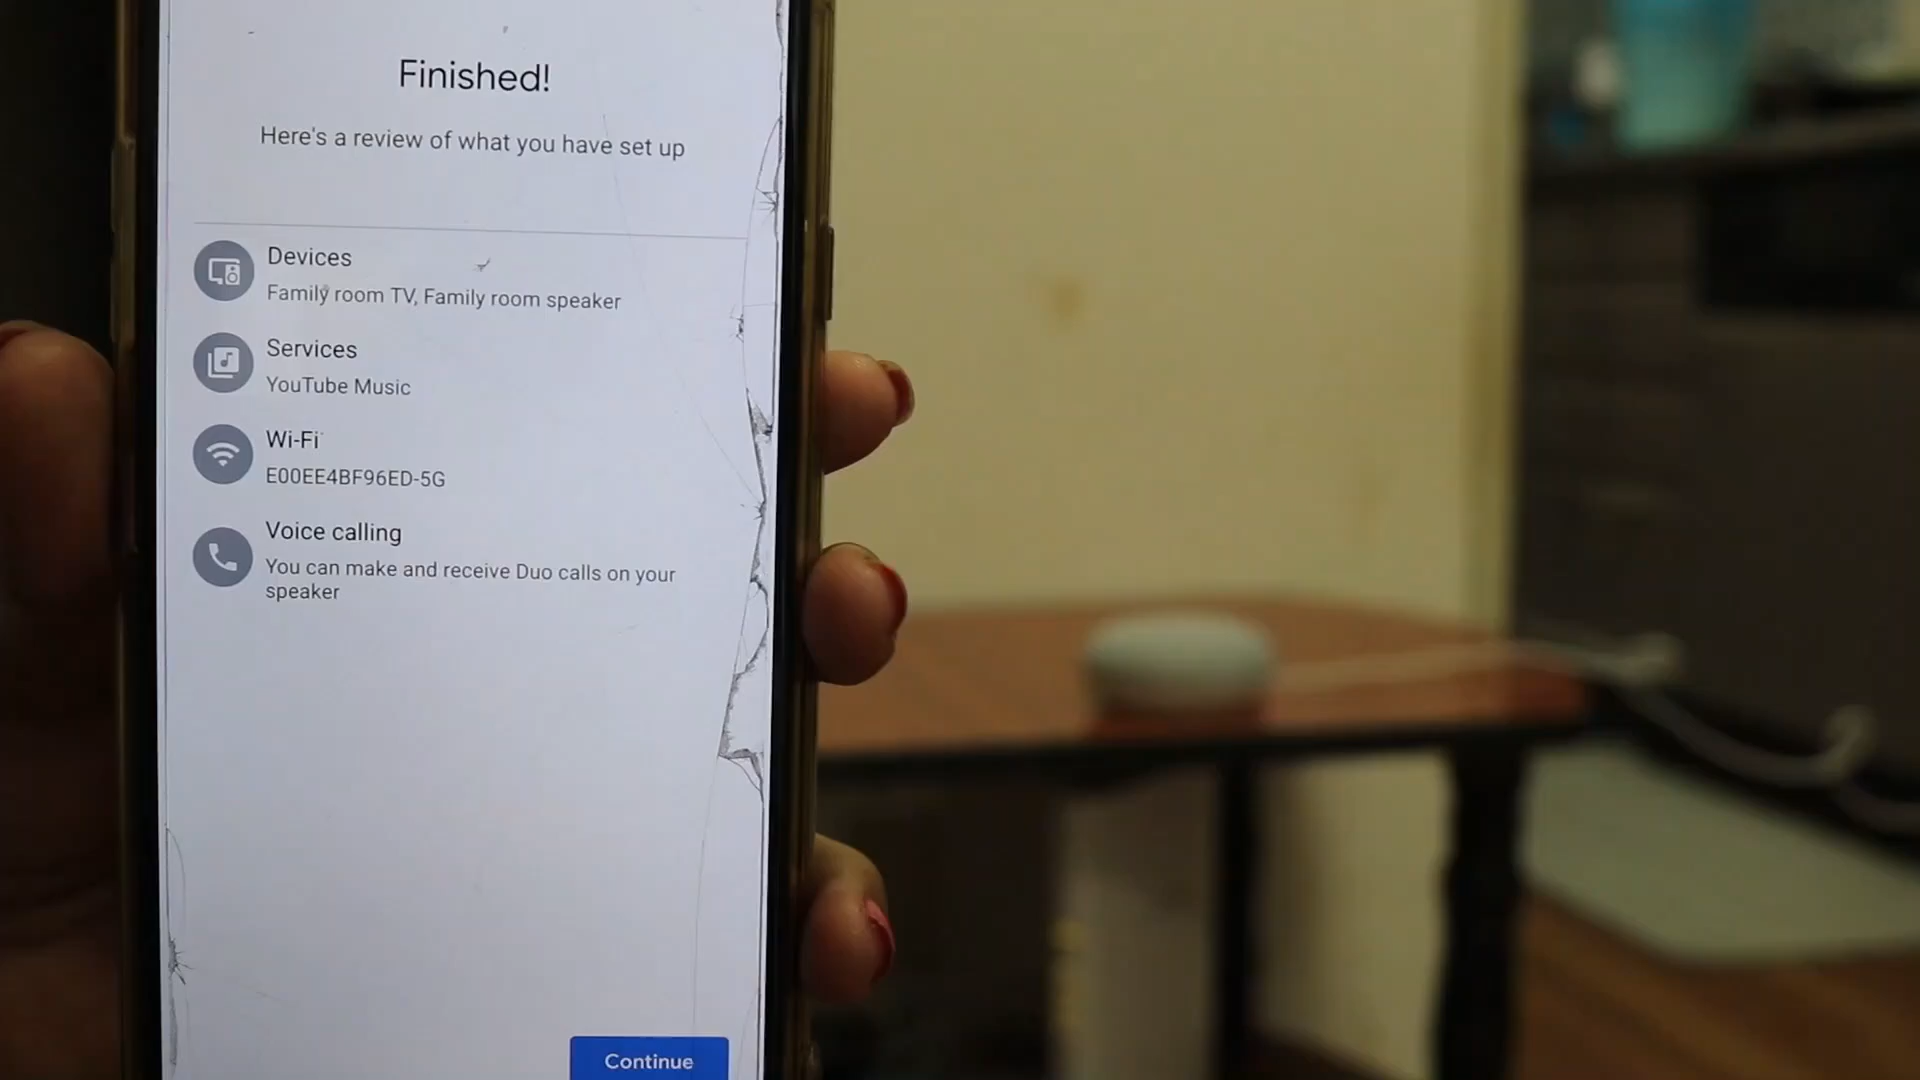 Finished!
Here's a review of what you have set up
Devices
Family room TV, Family room speaker
Services
YouTube Music
Wi-Fi
E00EE4BF96ED-5G
Voice calling
You can make and receive Duo calls on your
speaker
Continue